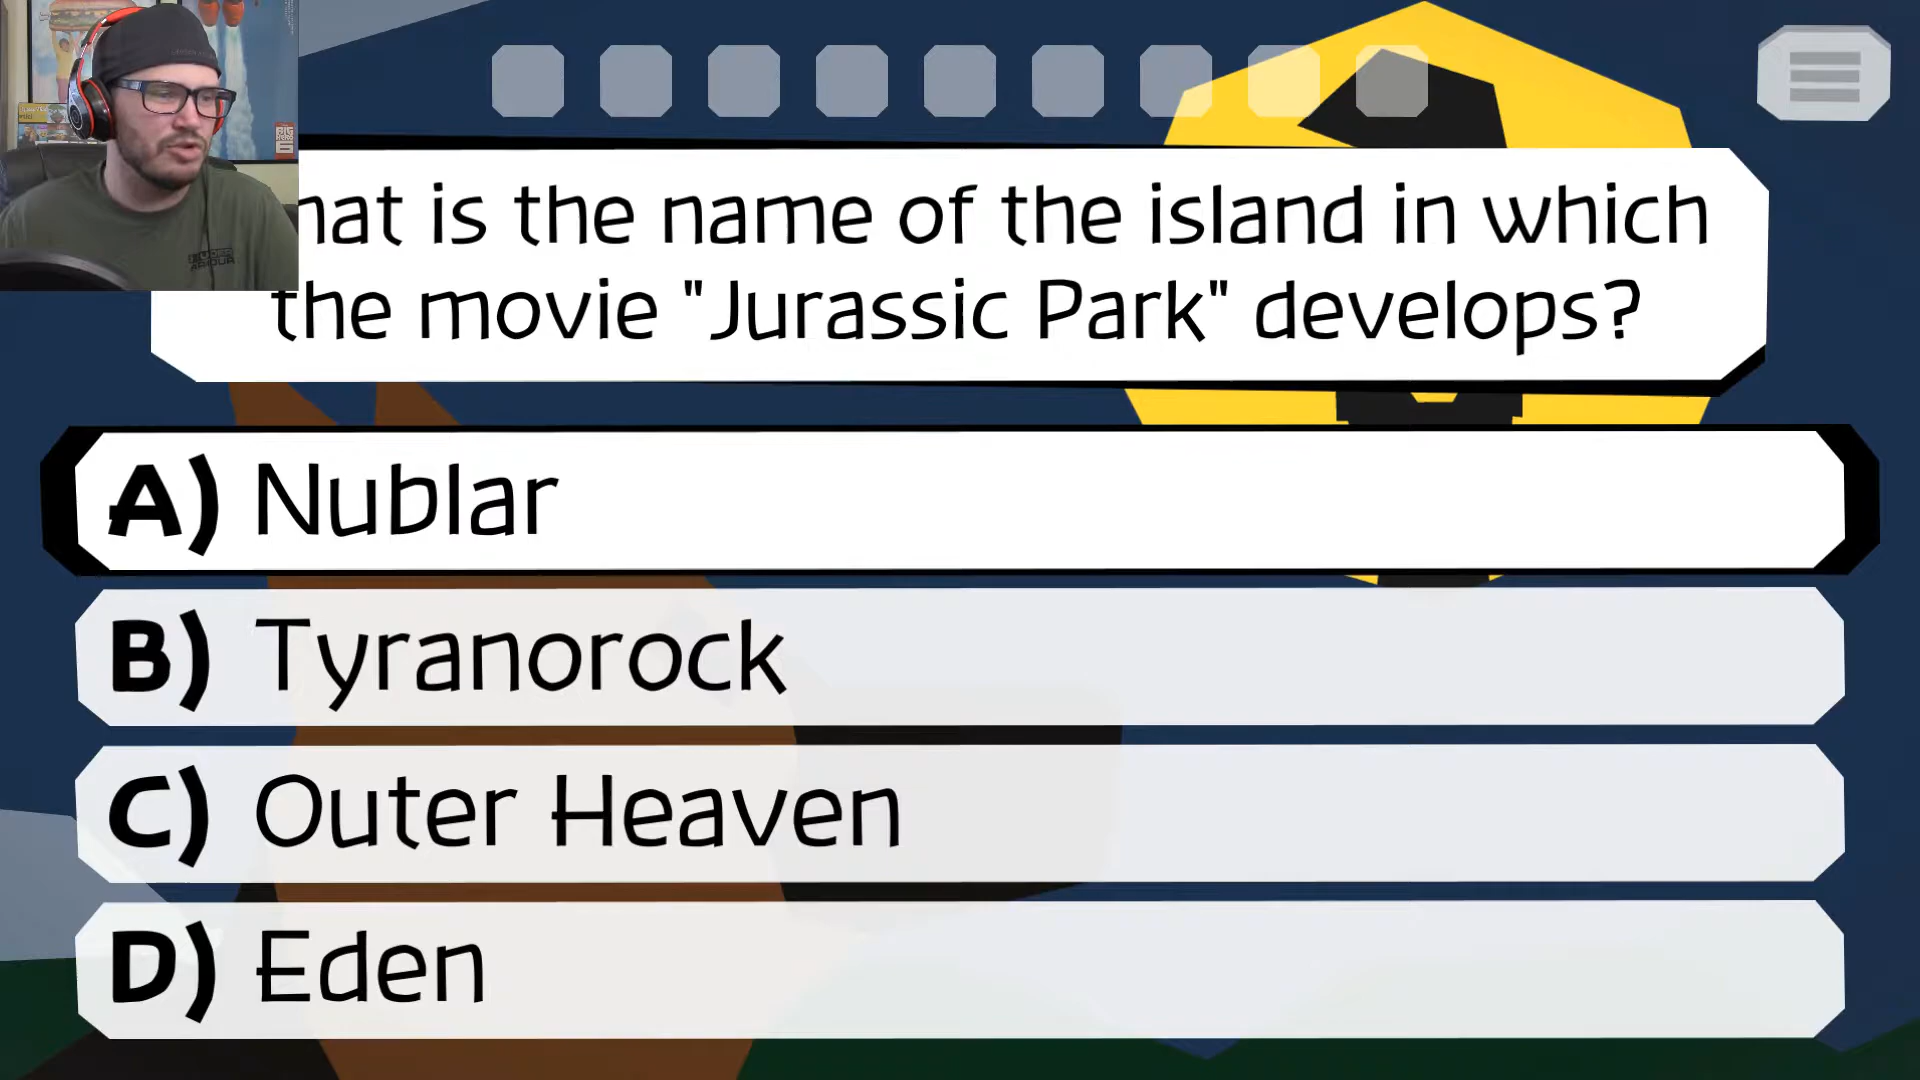 hat is the name of the island in which
the movie "Jurassic Park" develops?
A) Nublar
B) Tyranorock
C) Outer Heaven
D) Eden